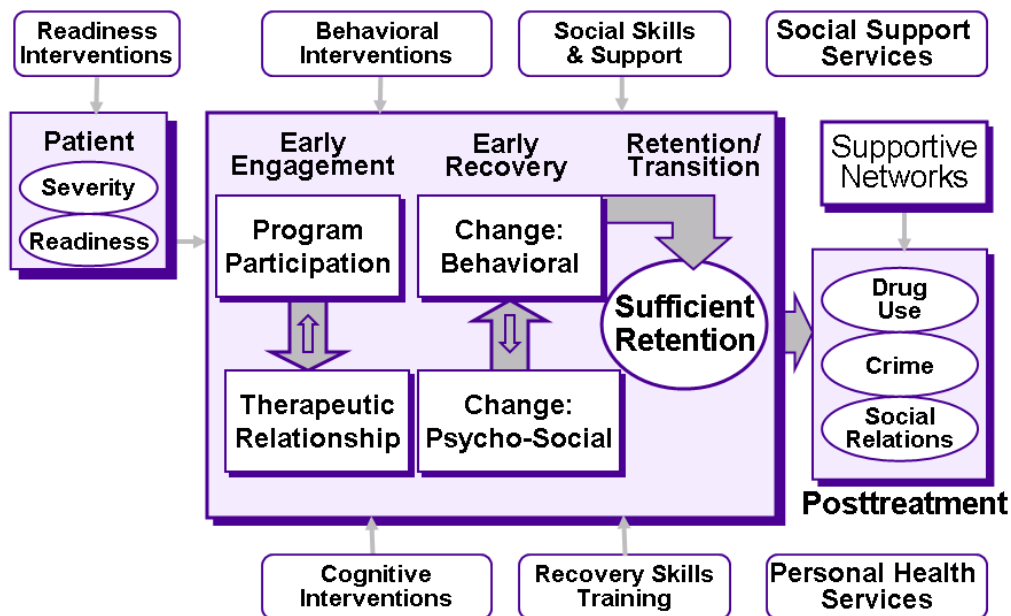 Readiness
Interventions
Behavioral
Interventions
Social Skills
& Support
Social Support
Services
Patient
Severity
Readiness
Early
Engagement
Early
Recovery
Retention/
Transition
Supportive
Networks
Program
Participation
Change:
Behavioral
Sufficient
Retention
Therapeutic
Relationship
Change:
Psycho-Social
Drug
Use
Crime
Social
Relations
Posttreatment
Cognitive
Interventions
Recovery Skills
Training
Personal Health
Services